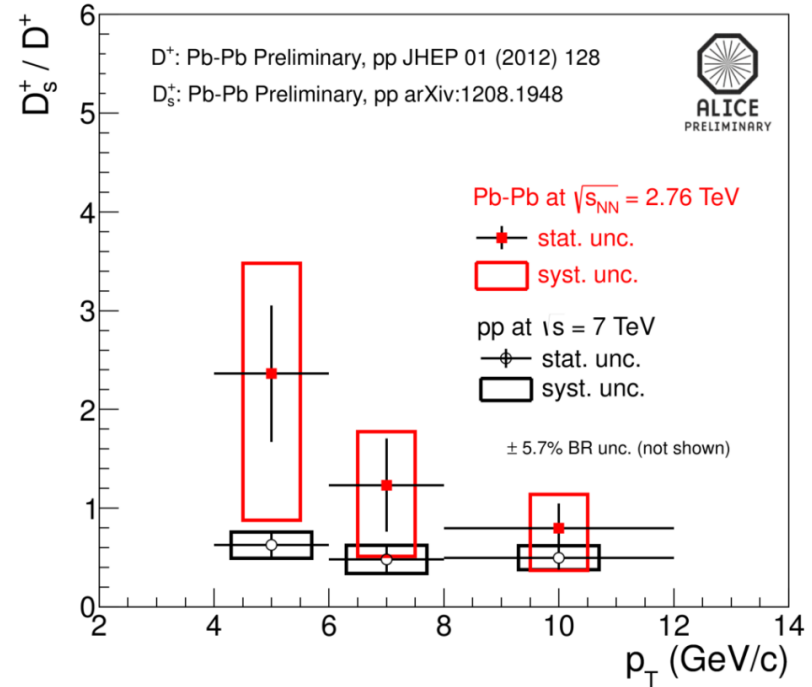 D⁺: Pb-Pb Preliminary, pp JHEP 01 (2012) 128
Dₛ⁺: Pb-Pb Preliminary, pp arXiv:1208.1948
ALICE
PRELIMINARY
Pb-Pb at √s_NN = 2.76 TeV
stat. unc.
syst. unc.
pp at √s = 7 TeV
stat. unc.
syst. unc.
± 5.7% BR unc. (not shown)
Dₛ⁺ / D⁺
6
5
4
3
2
1
0
2 4 6 8 10 12 14
p_T (GeV/c)